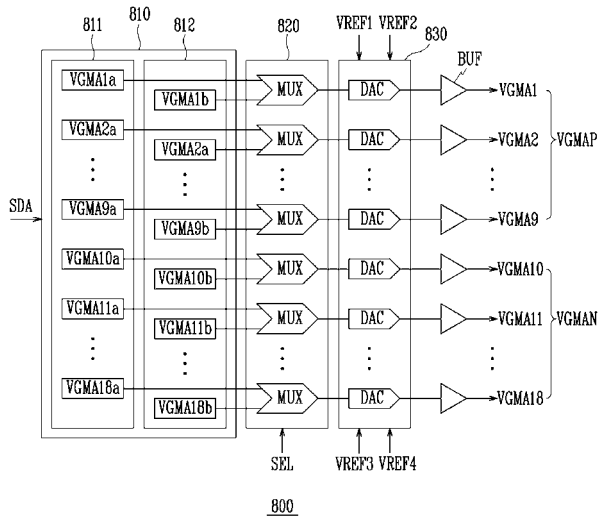 810
811
812
820
VREF1 VREF2
830
BUF
VGMA1a
VGMA1b
MUX
DAC
VGMA1
VGMA2a
VGMA2a
MUX
DAC
VGMA2
VGMAP
SDA
VGMA9a
VGMA9b
MUX
DAC
VGMA9
VGMA10a
VGMA10b
MUX
DAC
VGMA10
VGMA11a
VGMA11b
MUX
DAC
VGMA11
VGMAN
VGMA18a
VGMA18b
MUX
DAC
VGMA18
SEL
VREF3 VREF4
800